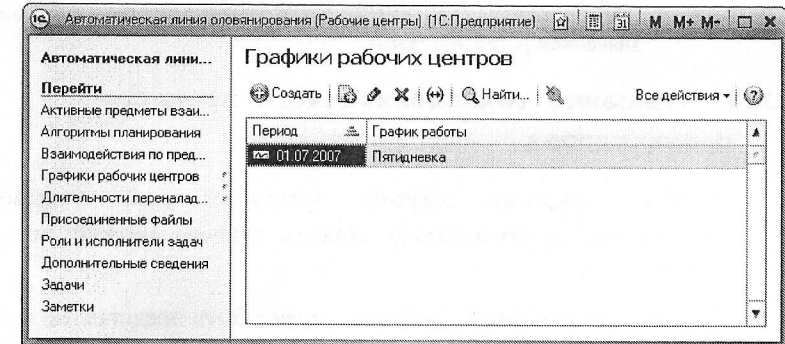 Автоматическая линия оловянирования (Рабочие центры) (1С:Предприятие) 31 M M+ M-
Автоматическая лини...
Перейти
Активные предметы взаи...
Алгоритмы планирования
Взаимодействия по пред...
Графики рабочих центров
Длительности переналад...
Присоединенные файлы
Роли и исполнители задач
Дополнительные сведения
Задачи
Заметки
Графики рабочих центров
Создать Найти... Все действия ?
Период График работы
01.07.2007 Пятидневка